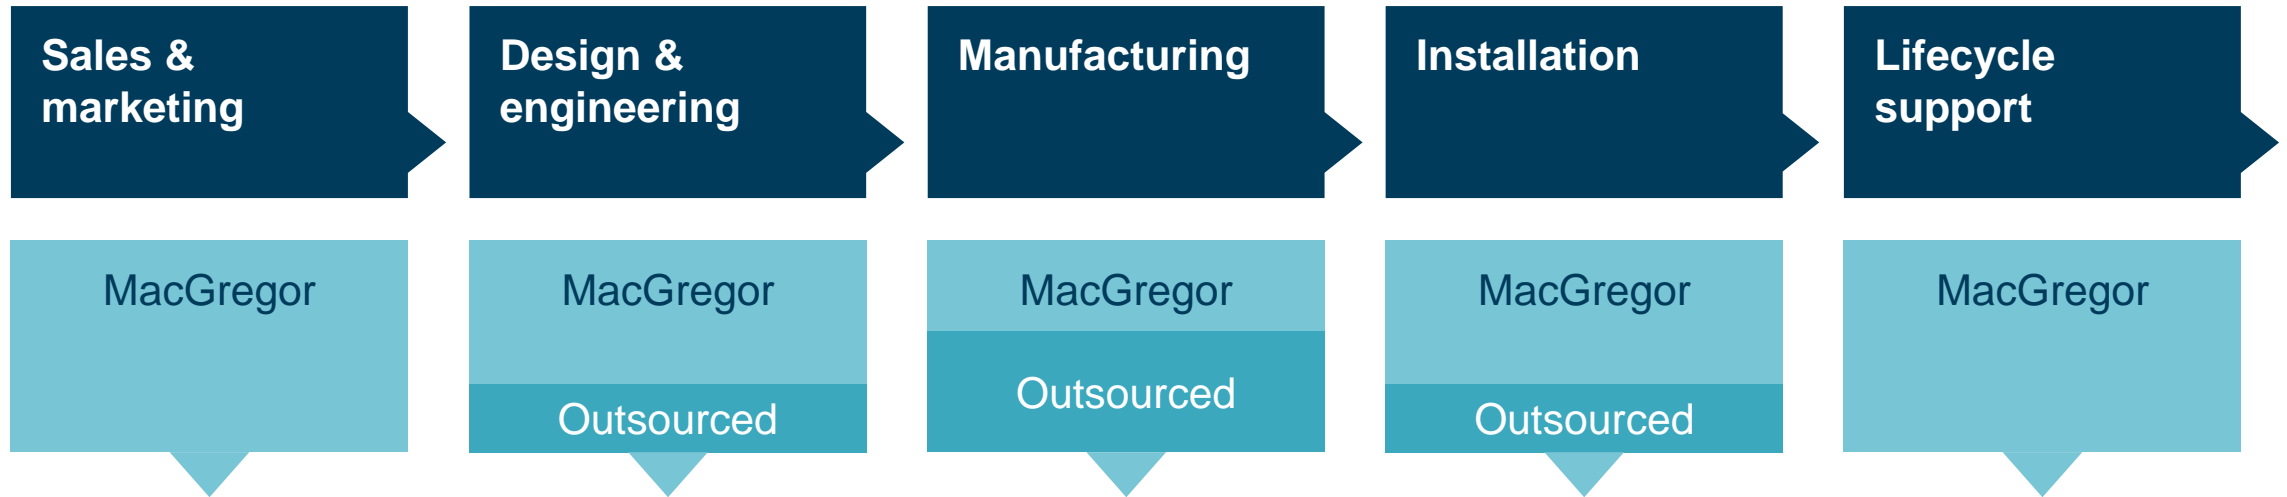 Sales &
marketing
Design &
engineering
Manufacturing
Installation
Lifecycle
support
MacGregor
MacGregor
Outsourced
MacGregor
Outsourced
MacGregor
Outsourced
MacGregor